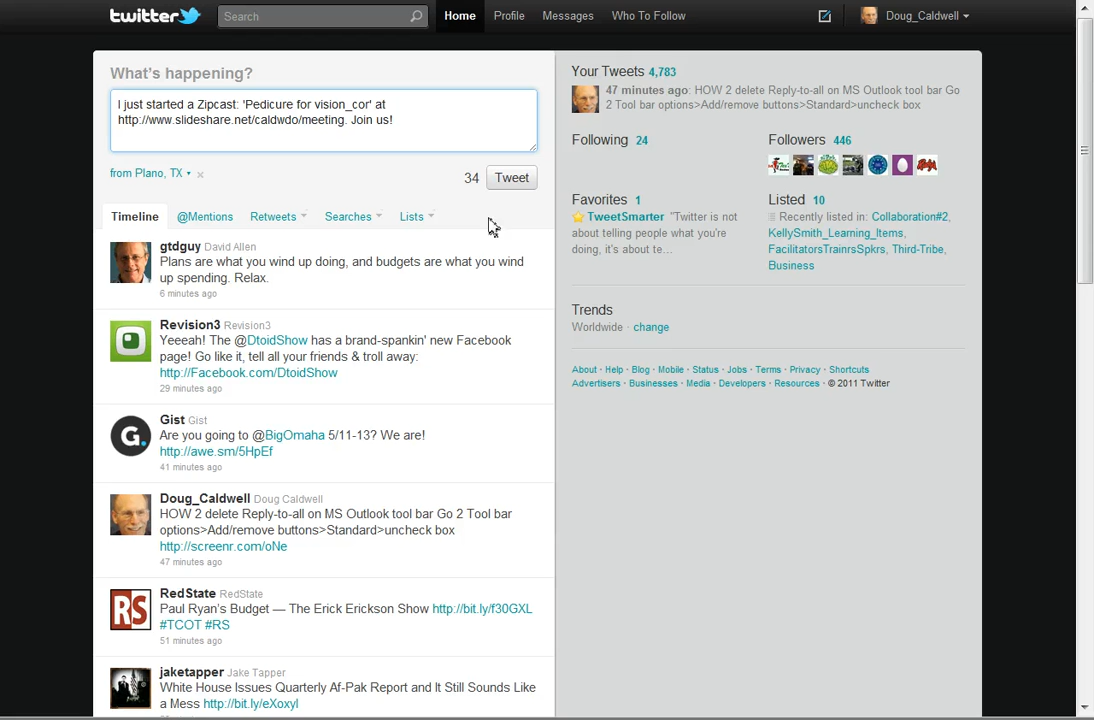 twitter
Search
Home
Profile
Messages
Who To Follow
Doug_Caldwell
What's happening?
I just started a Zipcast: 'Pedicure for vision_cor' at
http://www.slideshare.net/caldwdo/meeting. Join us!
from Plano, TX
34
Tweet
Timeline
@Mentions
Retweets
Searches
Lists
gtdguy David Allen
Plans are what you wind up doing, and budgets are what you wind
up spending. Relax.
6 minutes ago
Revision3 Revision3
Yeeeah! The @DtoidShow has a brand-spankin' new Facebook
page! Go like it, tell all your friends & troll away:
http://Facebook.com/DtoidShow
29 minutes ago
G.
Gist Gist
Are you going to @BigOmaha 5/11-13? We are!
http://awe.sm/5HpEf
41 minutes ago
Doug_Caldwell Doug Caldwell
HOW 2 delete Reply-to-all on MS Outlook tool bar Go 2 Tool bar
options>Add/remove buttons>Standard>uncheck box
http://screenr.com/oNe
47 minutes ago
RS
RedState RedState
Paul Ryan's Budget — The Erick Erickson Show http://bit.ly/f30GXL
#TCOT #RS
51 minutes ago
jaketapper Jake Tapper
White House Issues Quarterly Af-Pak Report and It Still Sounds Like
a Mess http://bit.ly/eXoxyI
Your Tweets 4,783
47 minutes ago: HOW 2 delete Reply-to-all on MS Outlook tool bar Go
2 Tool bar options>Add/remove buttons>Standard>uncheck box
Following 24
Followers 446
Favorites 1
TweetSmarter "Twitter is not
about telling people what you're
doing, it's about te...
Listed 10
Recently listed in: Collaboration#2,
KellySmith_Learning_Items,
FacilitatorsTrainrsSpkrs, Third-Tribe,
Business
Trends
Worldwide · change
About · Help · Blog · Mobile · Status · Jobs · Terms · Privacy · Shortcuts
Advertisers · Businesses · Media · Developers · Resources · © 2011 Twitter